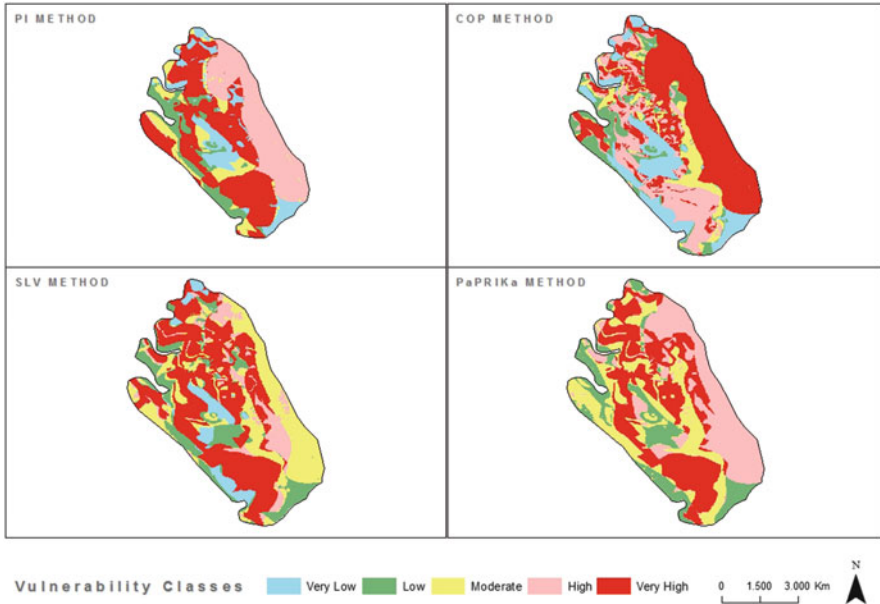 PI METHOD
COP METHOD
SLV METHOD
PaPRIKa METHOD
Vulnerability Classes Very Low Low Moderate High Very High 0 1.500 3.000 Km N